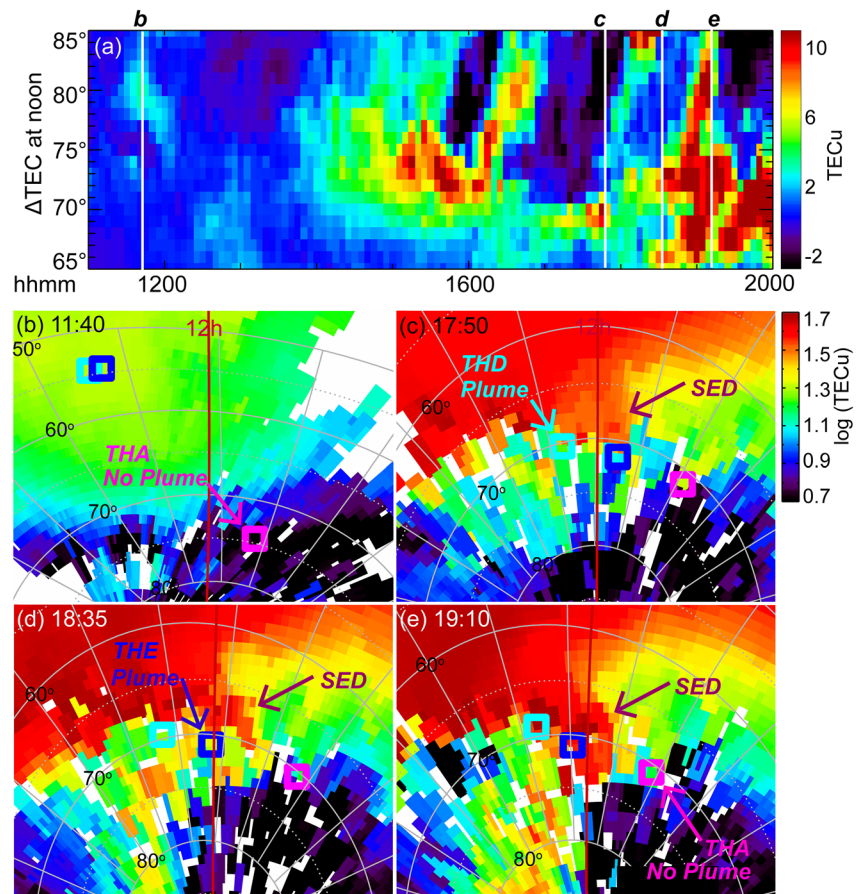 b c d e
(a)
85°
80°
75°
70°
65°
ΔTEC at noon
hhmm 1200 1600 2000
10
6
2
-2
TECu
(b) 11:40
12h
50°
60°
70°
80°
THA
No Plume
(c) 17:50
60°
70°
80°
THD
Plume
SED
1.7
1.5
1.3
1.1
0.9
0.7
log (TECu)
(d) 18:35
60°
70°
80°
THE
Plume
SED
(e) 19:10
60°
70°
80°
SED
THA
No Plume